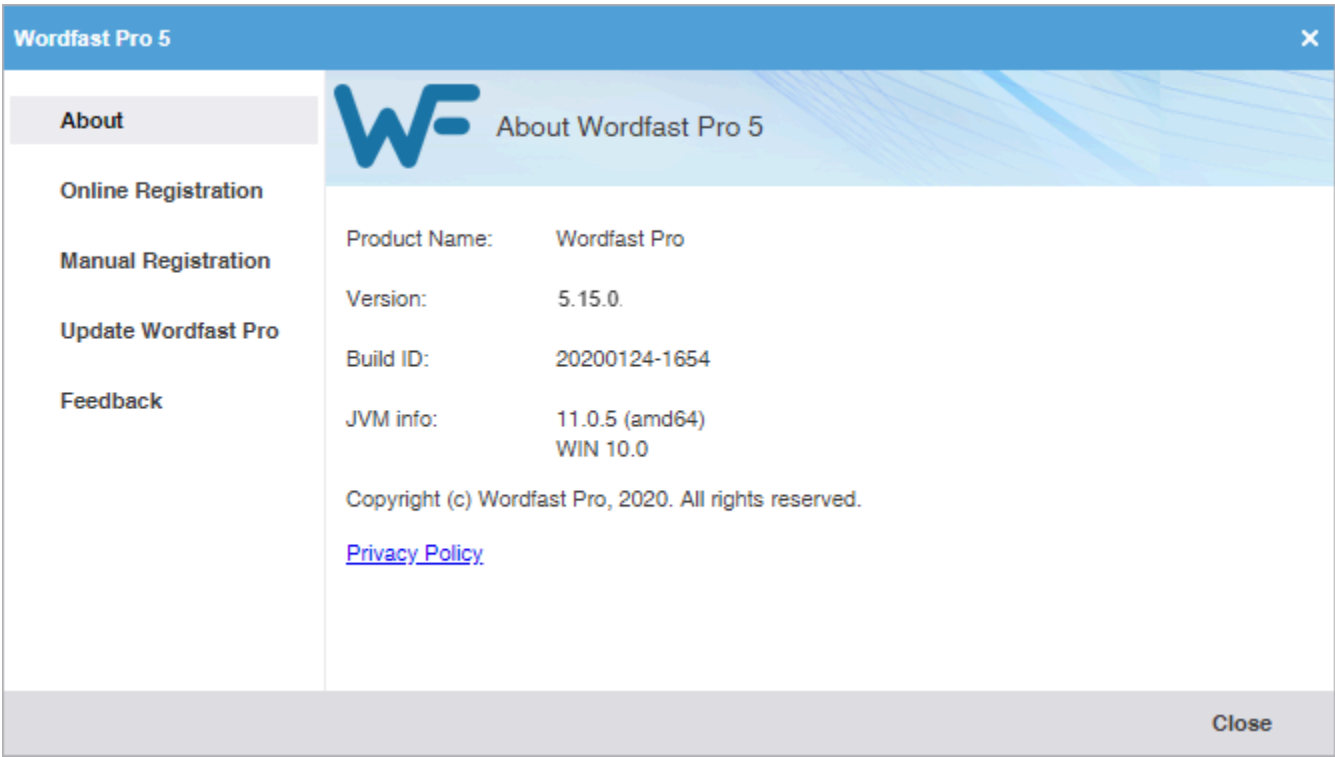 Wordfast Pro 5
About
Online Registration
Manual Registration
Update Wordfast Pro
Feedback
WF About Wordfast Pro 5
Product Name: Wordfast Pro
Version: 5.15.0.
Build ID: 20200124-1654
JVM info: 11.0.5 (amd64)
WIN 10.0
Copyright (c) Wordfast Pro, 2020. All rights reserved.
Privacy Policy
Close